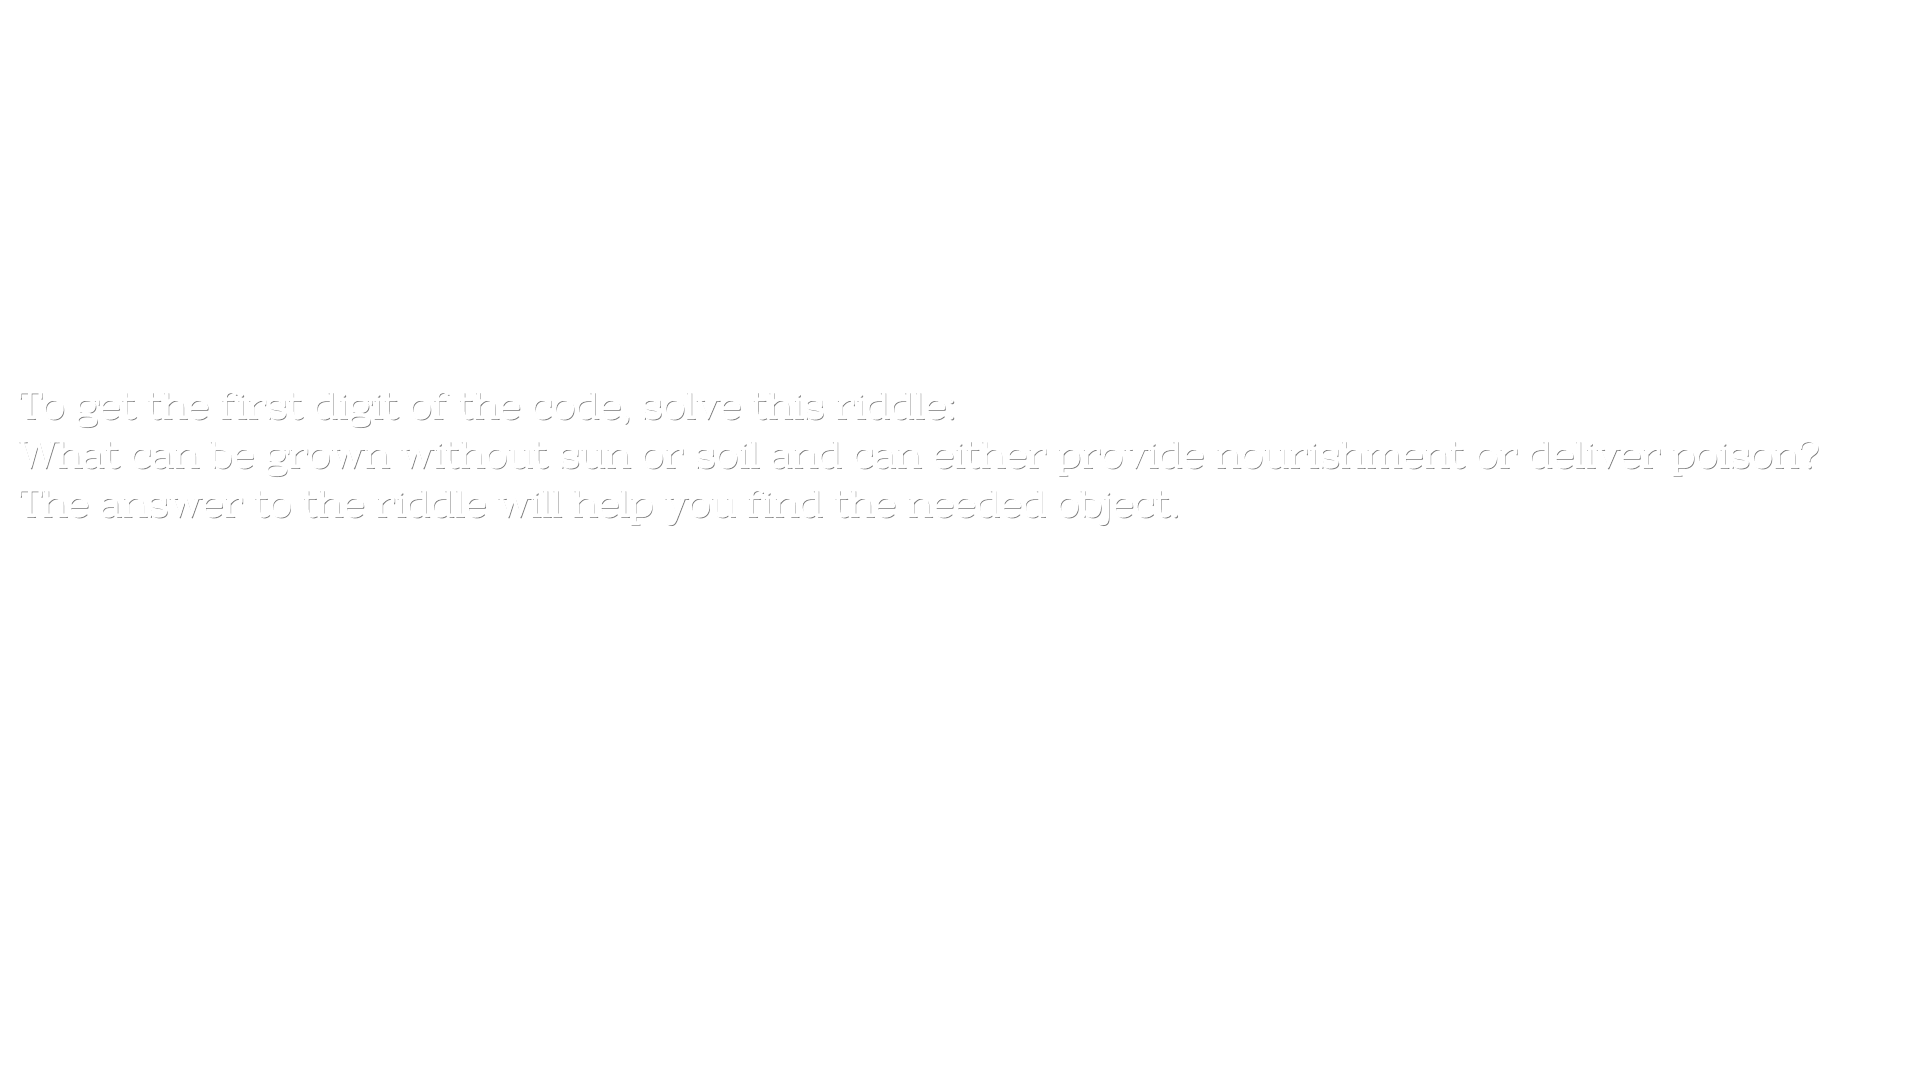 To get the first digit of the code, solve this riddle:
What can be grown without sun or soil and can either provide nourishment or deliver poison?
The answer to the riddle will help you find the needed object.